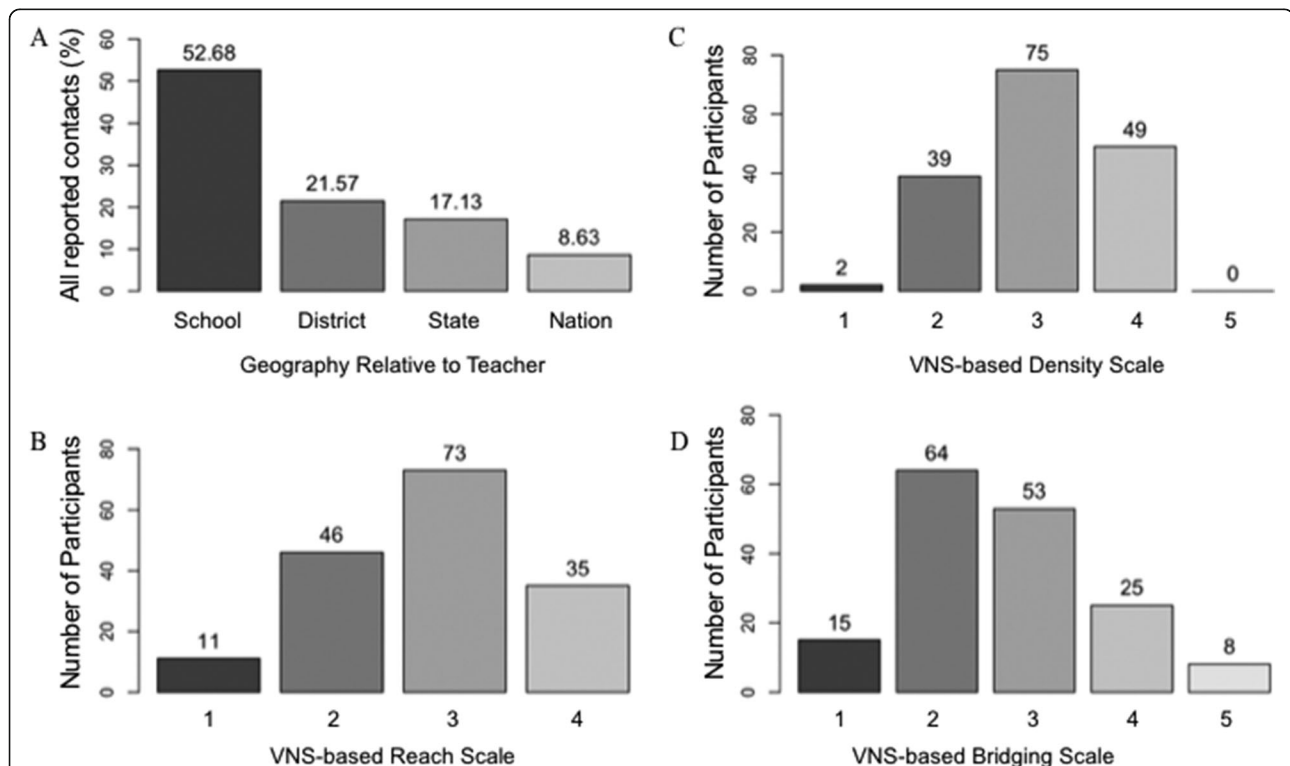 A
All reported contacts (%)
0 10 20 30 40 50 60
52.68
21.57
17.13
8.63
School District State Nation
Geography Relative to Teacher
B
Number of Participants
0 20 40 60 80
11
46
73
35
1 2 3 4
VNS-based Reach Scale
C
Number of Participants
0 20 40 60 80
2
39
75
49
0
1 2 3 4 5
VNS-based Density Scale
D
Number of Participants
0 20 40 60 80
15
64
53
25
8
1 2 3 4 5
VNS-based Bridging Scale